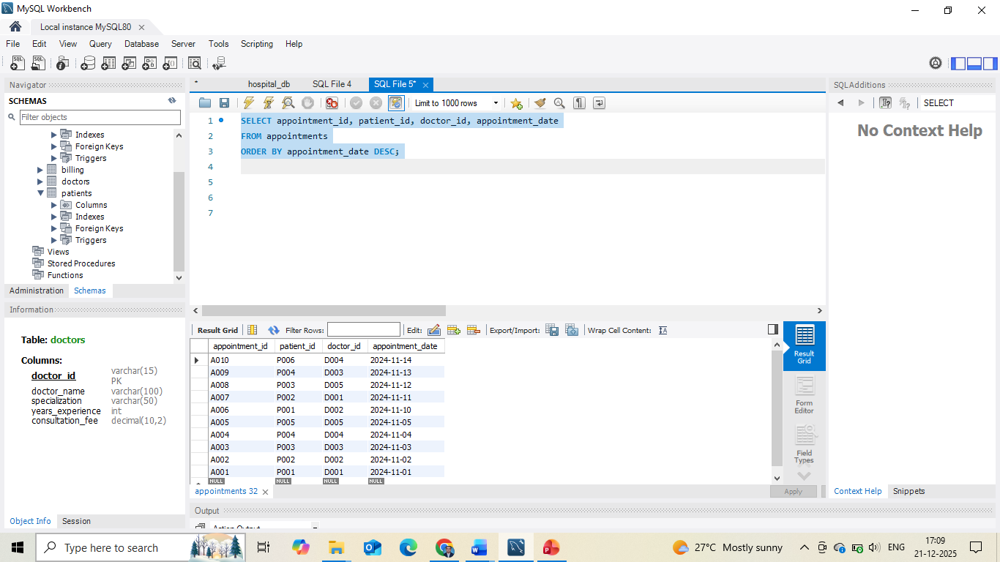 MySQL Workbench
Local instance MySQL80
File Edit View Query Database Server Tools Scripting Help
Navigator
SCHEMAS
Filter objects
Indexes
Foreign Keys
Triggers
billing
doctors
patients
Columns
Indexes
Foreign Keys
Triggers
Views
Stored Procedures
Functions
Administration Schemas
Information
Table: doctors
Columns:
doctor_id varchar(15) PK
doctor_name varchar(100)
specialization varchar(50)
years_experience int
consultation_fee decimal(10,2)
Object Info Session
* hospital_db SQL File 4 SQL File 5*
Limit to 1000 rows
1 SELECT appointment_id, patient_id, doctor_id, appointment_date
2 FROM appointments
3 ORDER BY appointment_date DESC;
4
5
6
7
Result Grid Filter Rows: Edit: Export/Import: Wrap Cell Content:
appointment_id patient_id doctor_id appointment_date
A010 P006 D004 2024-11-14
A009 P004 D003 2024-11-13
A008 P003 D005 2024-11-12
A007 P002 D001 2024-11-11
A006 P001 D002 2024-11-10
A005 P005 D005 2024-11-05
A004 P004 D004 2024-11-04
A003 P003 D003 2024-11-03
A002 P002 D002 2024-11-02
A001 P001 D001 2024-11-01
NULL NULL NULL NULL
Result Grid
Form Editor
Field Types
appointments 32
Apply
Output
Action Output
SQLAdditions
SELECT
No Context Help
Context Help Snippets
Type here to search
27°C Mostly sunny
ENG
17:09
21-12-2025